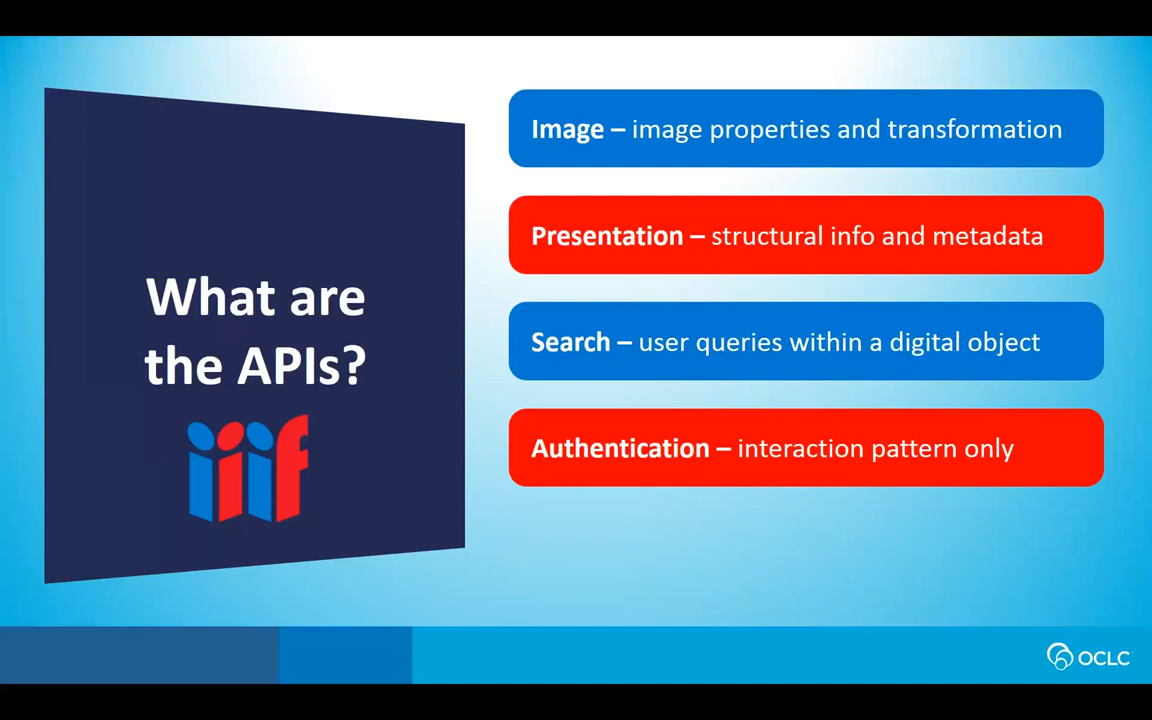 What are
the APIs?
iiif
Image – image properties and transformation
Presentation – structural info and metadata
Search – user queries within a digital object
Authentication – interaction pattern only
OCLC